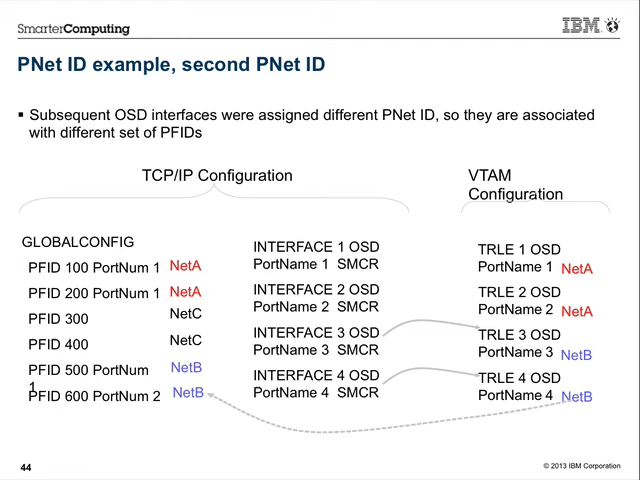 SmarterComputing
IBM
PNet ID example, second PNet ID
▪ Subsequent OSD interfaces were assigned different PNet ID, so they are associated
with different set of PFIDs
TCP/IP Configuration
VTAM
Configuration
GLOBALCONFIG
PFID 100 PortNum 1 NetA
PFID 200 PortNum 1 NetA
PFID 300 NetC
PFID 400 NetC
PFID 500 PortNum NetB
1
PFID 600 PortNum 2 NetB
INTERFACE 1 OSD
PortName 1 SMCR
INTERFACE 2 OSD
PortName 2 SMCR
INTERFACE 3 OSD
PortName 3 SMCR
INTERFACE 4 OSD
PortName 4 SMCR
TRLE 1 OSD
PortName 1 NetA
TRLE 2 OSD
PortName 2 NetA
TRLE 3 OSD
PortName 3 NetB
TRLE 4 OSD
PortName 4 NetB
44
© 2013 IBM Corporation